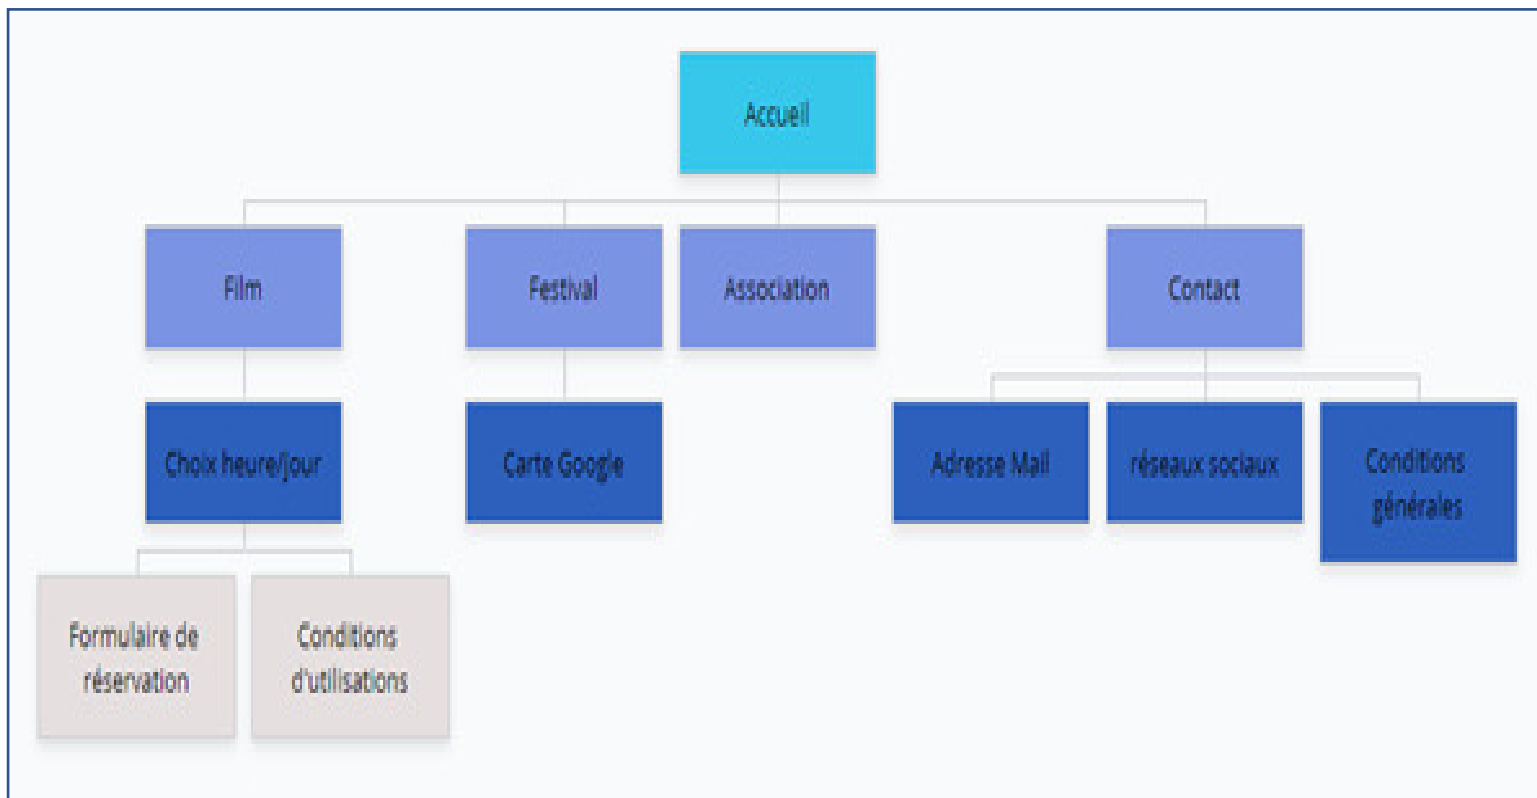 Accueil
Film
Festival
Association
Contact
Choix heure/jour
Carte Google
Adresse Mail
réseaux sociaux
Conditions
générales
Formulaire de
réservation
Conditions
d'utilisations